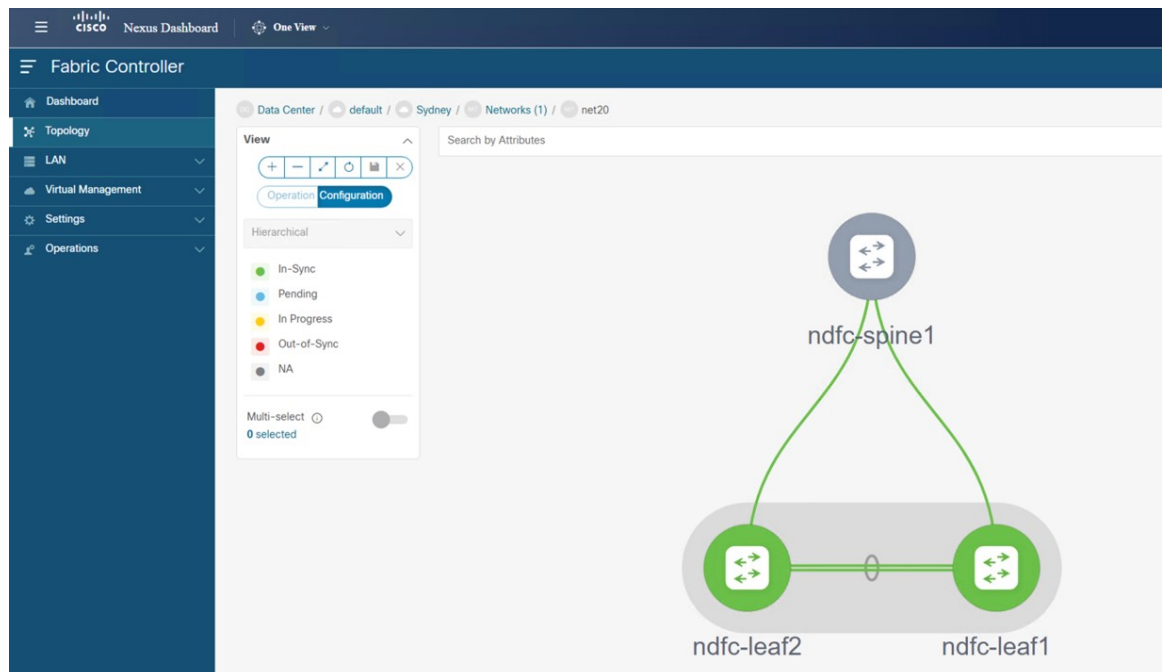 cisco Nexus Dashboard One View
Fabric Controller
Dashboard
Topology
LAN
Virtual Management
Settings
Operations
Data Center / default / Sydney / Networks (1) / net20
View
Search by Attributes
Operation Configuration
Hierarchical
In-Sync
Pending
In Progress
Out-of-Sync
NA
Multi-select
0 selected
ndfc-spine1
ndfc-leaf2
ndfc-leaf1